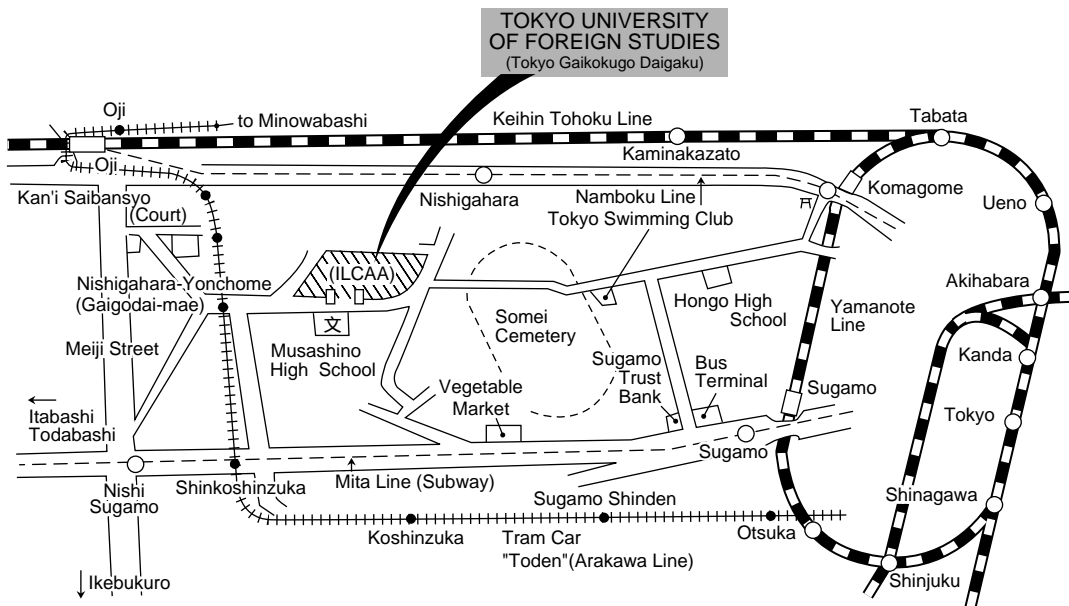 TOKYO UNIVERSITY
OF FOREIGN STUDIES
(Tokyo Gaikokugo Daigaku)
Oji
to Minowabashi
Keihin Tohoku Line
Tabata
Kaminakazato
Oji
Komagome
Kan'i Saibansyo
(Court)
Nishigahara
Namboku Line
Tokyo Swimming Club
Ueno
Nishigahara-Yonchome
(Gaigodai-mae)
(ILCAA)
Akihabara
Hongo High
School
Yamanote
Line
Somei
Cemetery
文
Meiji Street
Musashino
High School
Kanda
Sugamo
Trust
Bank
Bus
Terminal
Vegetable
Market
Sugamo
Itabashi
Todabashi
Tokyo
Sugamo
Nishi
Sugamo
Shinkoshinzuka
Mita Line (Subway)
Shinagawa
Sugamo Shinden
Koshinzuka
Tram Car
"Toden"(Arakawa Line)
Otsuka
Ikebukuro
Shinjuku